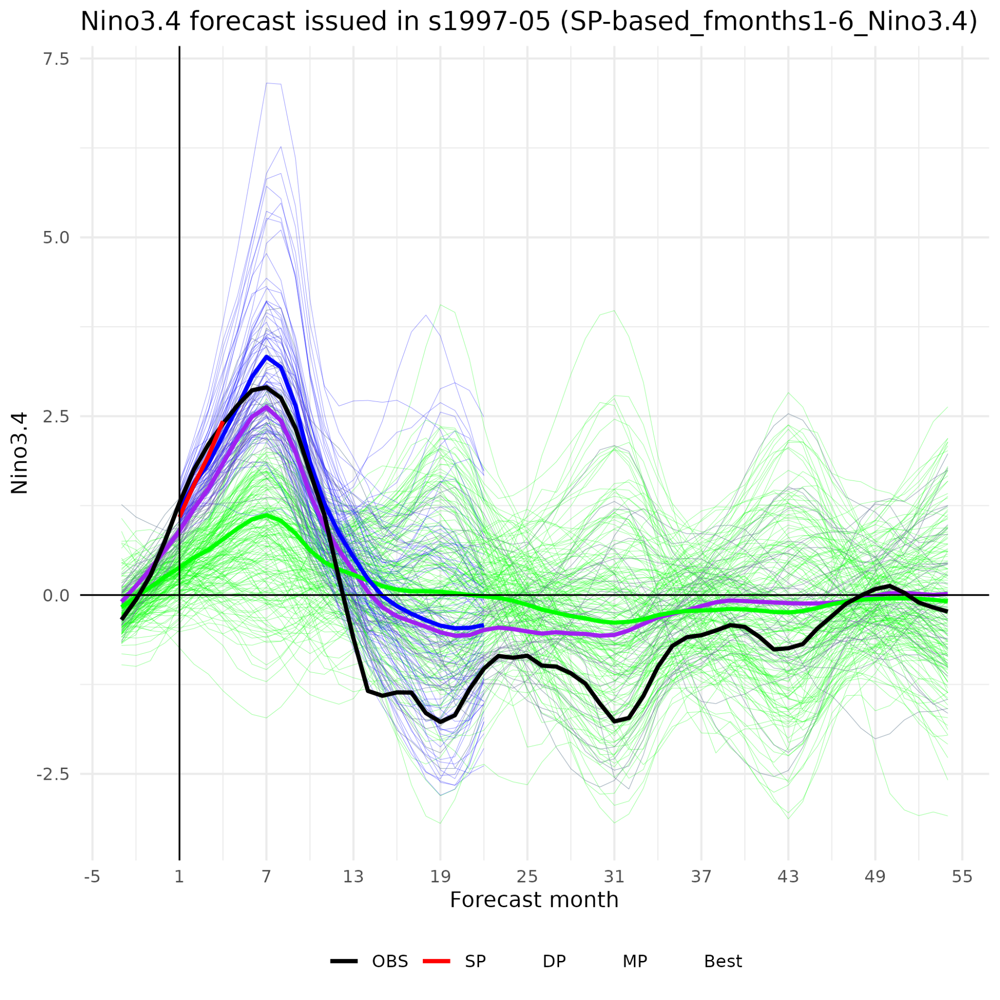 Nino3.4 forecast issued in s1997-05 (SP-based_fmonths1-6_Nino3.4)
7.5
5.0
2.5
0.0
-2.5
Nino3.4
-5 1 7 13 19 25 31 37 43 49 55
Forecast month
OBS SP DP MP Best